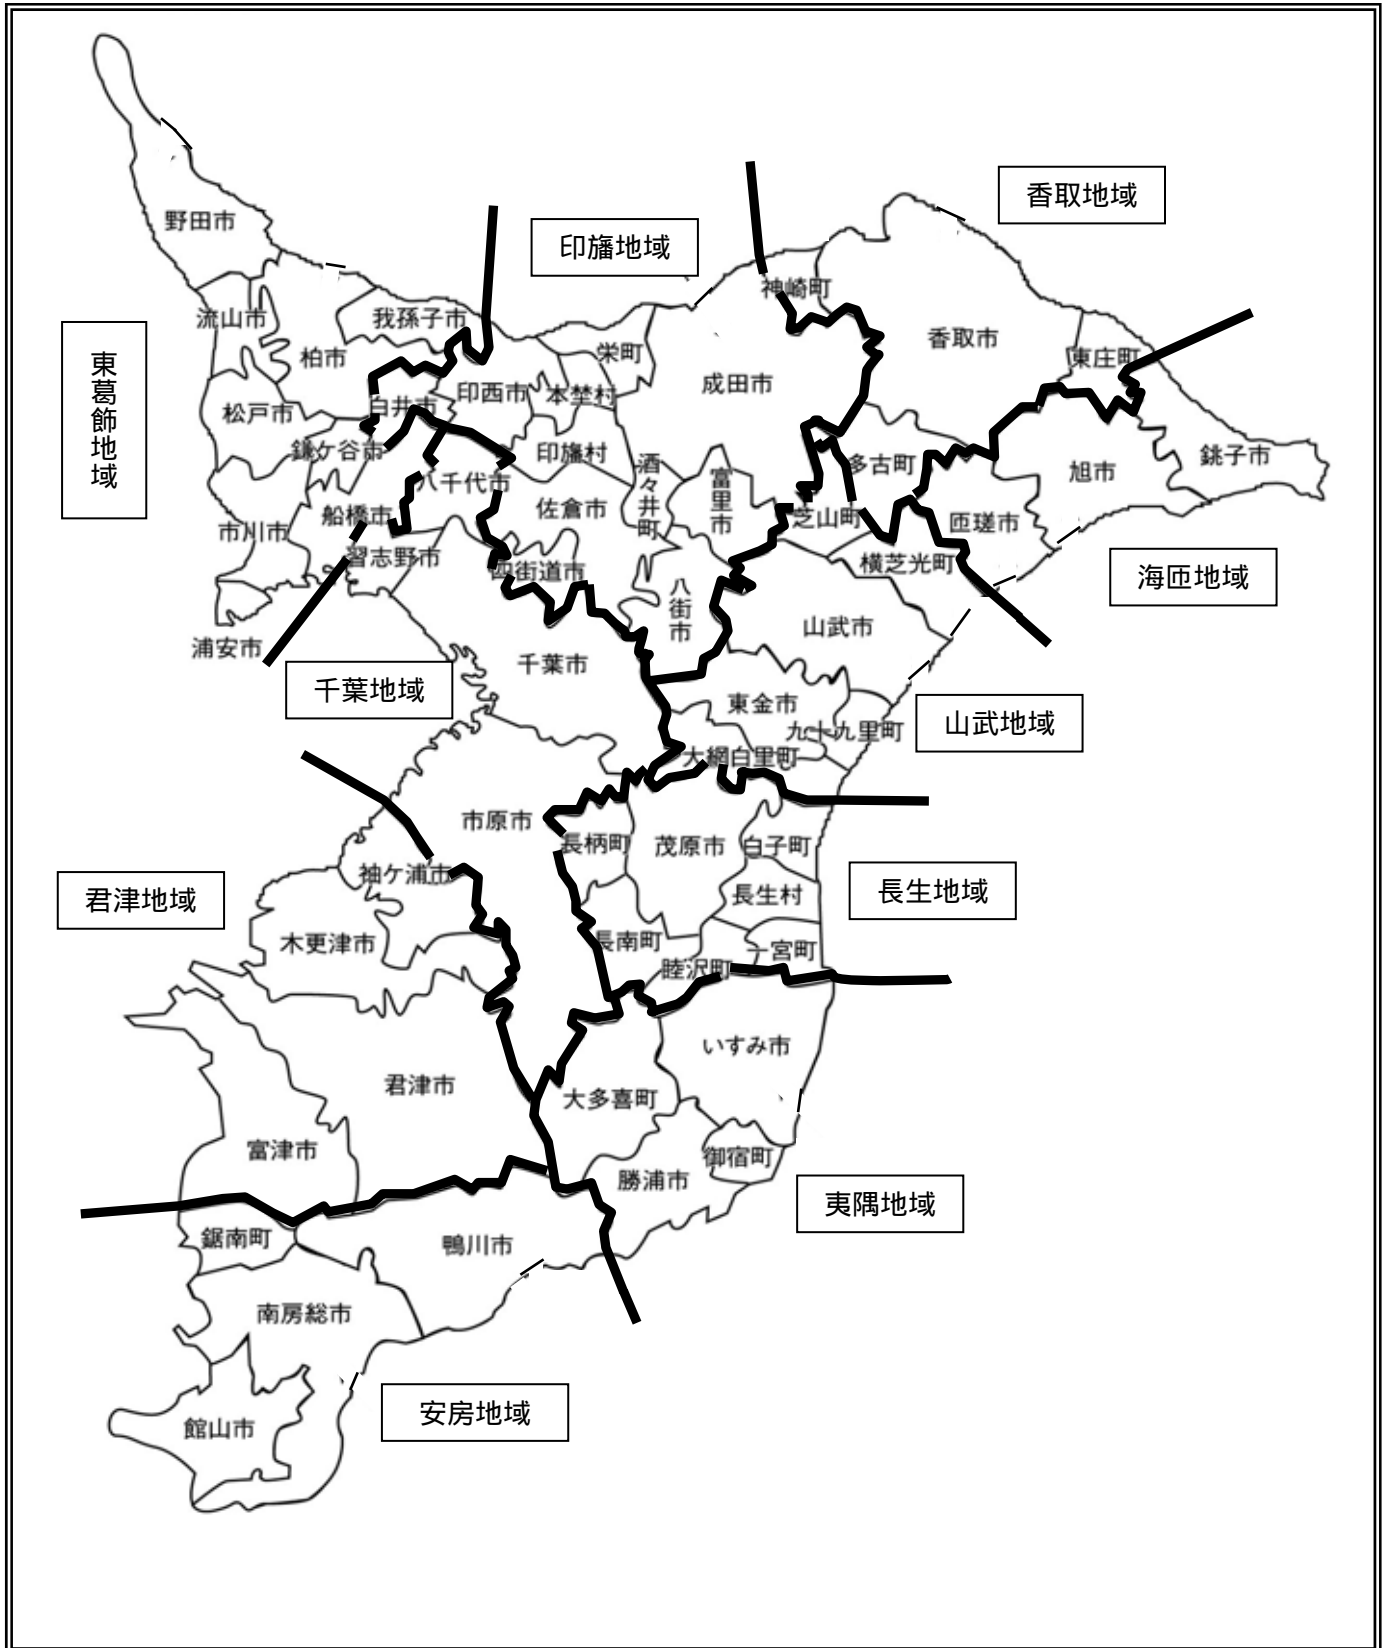 香取地域
野田市
印旛地域
神崎町
流山市
我孫子市
香取市
東葛飾地域
柏市
栄町
東庄町
成田市
印西市
本埜村
白井市
松戸市
鎌ケ谷市
印旛村
銚子市
多古町
旭市
酒々井町
富里市
八千代市
佐倉市
船橋市
芝山町
匝瑳市
市川市
習志野市
横芝光町
四街道市
海匝地域
八街市
山武市
浦安市
千葉市
千葉地域
東金市
山武地域
九十九里町
大網白里町
市原市
長柄町
茂原市
白子町
袖ケ浦市
長生村
長生地域
君津地域
木更津市
長南町
一宮町
睦沢町
いすみ市
君津市
大多喜町
富津市
御宿町
勝浦市
夷隅地域
鋸南町
鴨川市
南房総市
安房地域
館山市